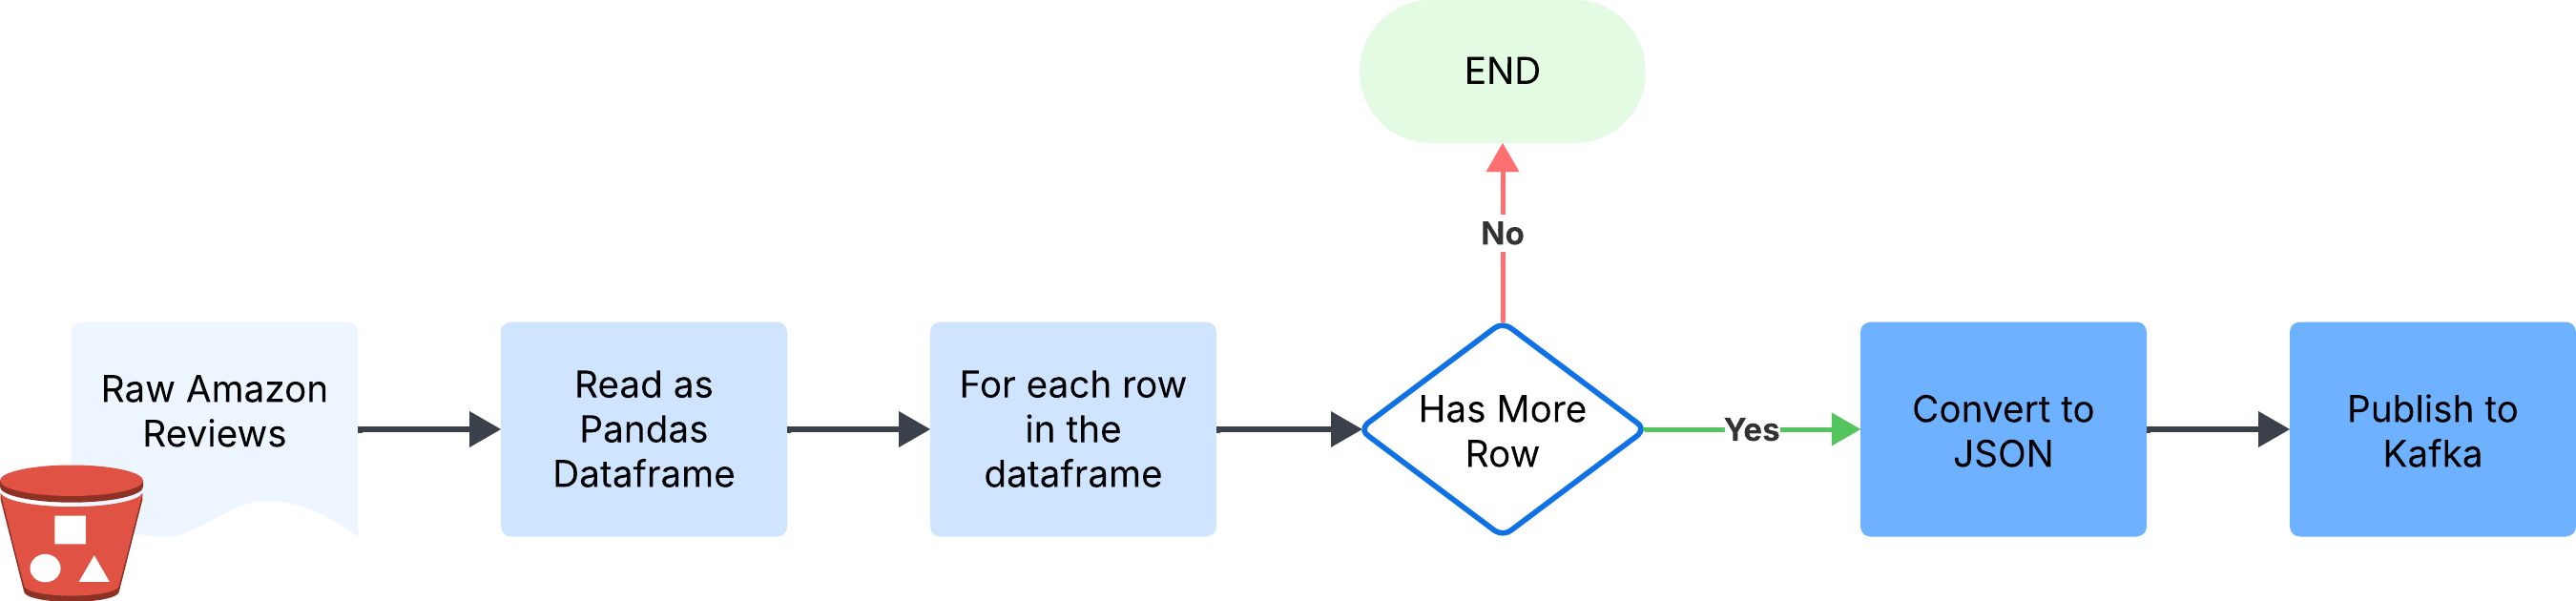 END
No
Raw Amazon
Reviews
Read as
Pandas
Dataframe
For each row
in the
dataframe
Has More
Row
Yes
Convert to
JSON
Publish to
Kafka